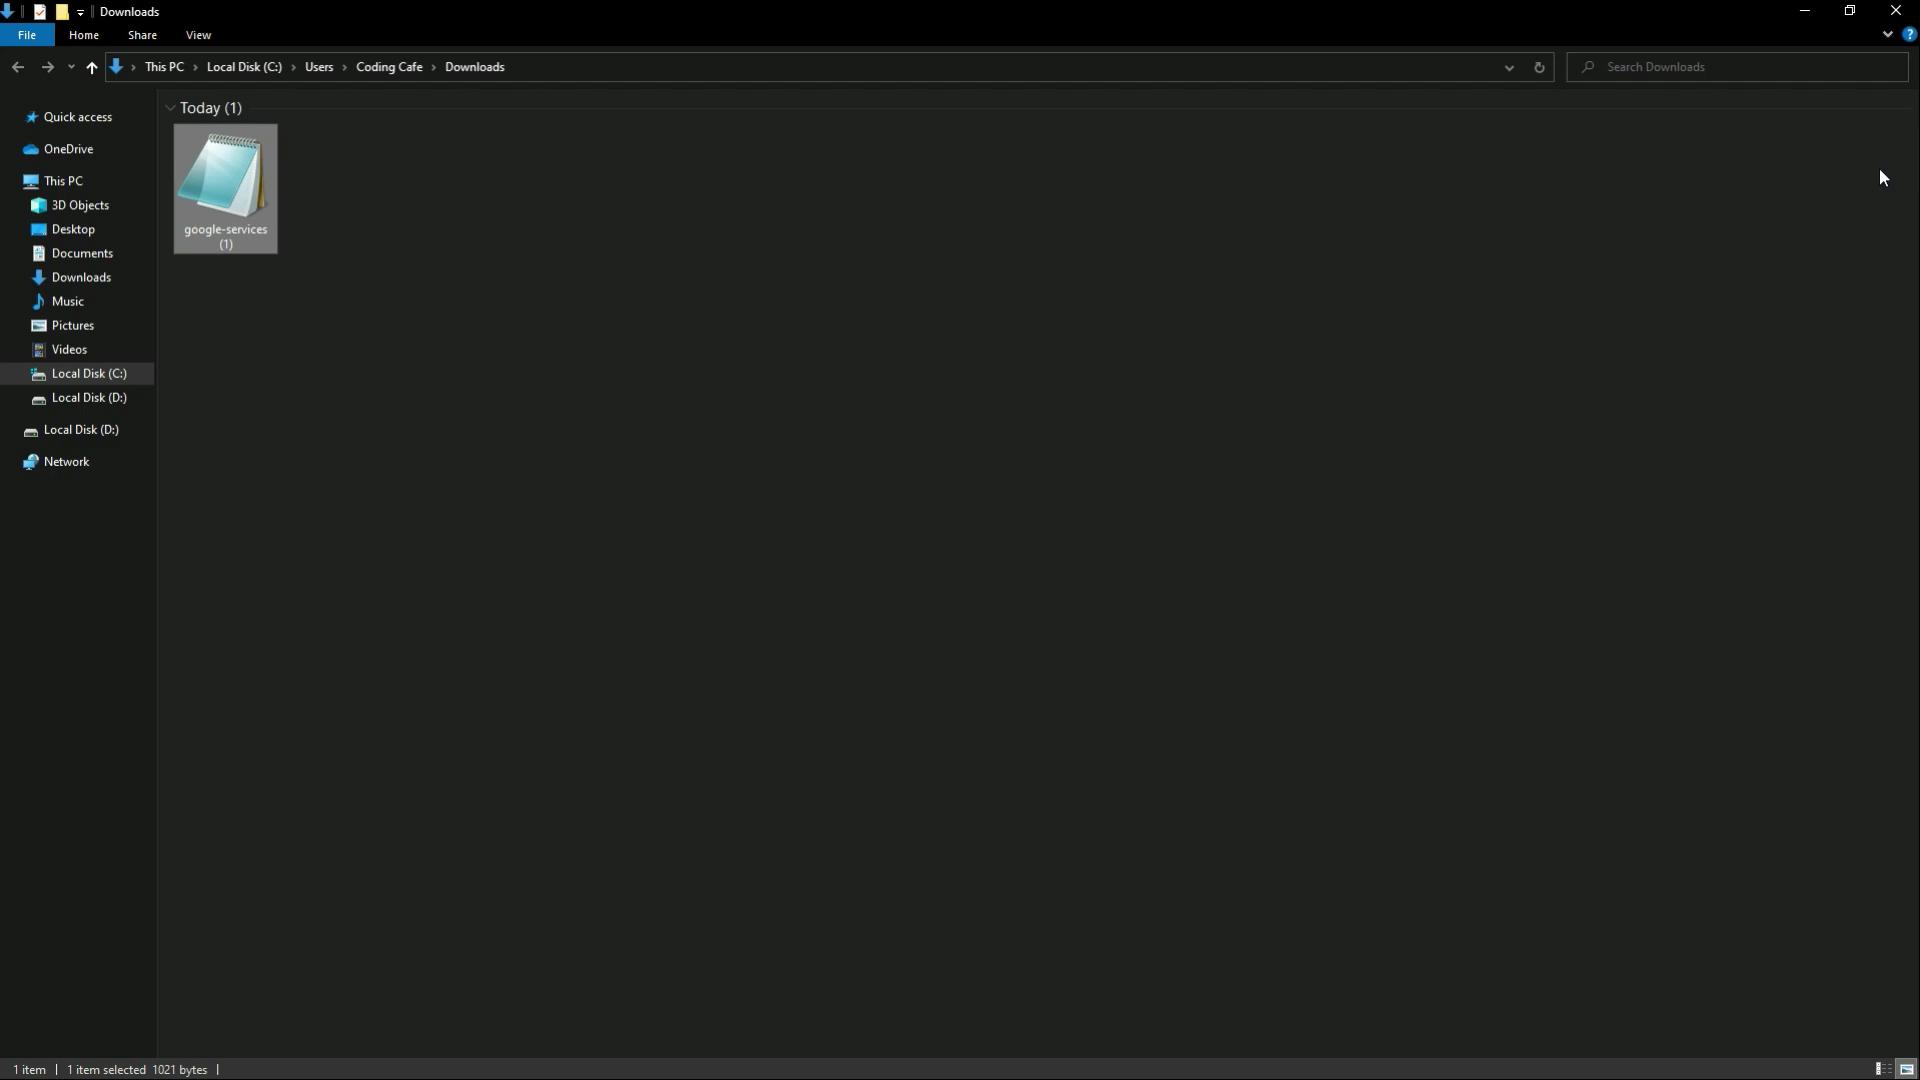 Downloads
File Home Share View
This PC Local Disk (C:) Users Coding Cafe Downloads
Search Downloads
Quick access
OneDrive
This PC
3D Objects
Desktop
Documents
Downloads
Music
Pictures
Videos
Local Disk (C:)
Local Disk (D:)
Local Disk (D:)
Network
Today (1)
google-services
(1)
1 item 1 item selected 1021 bytes